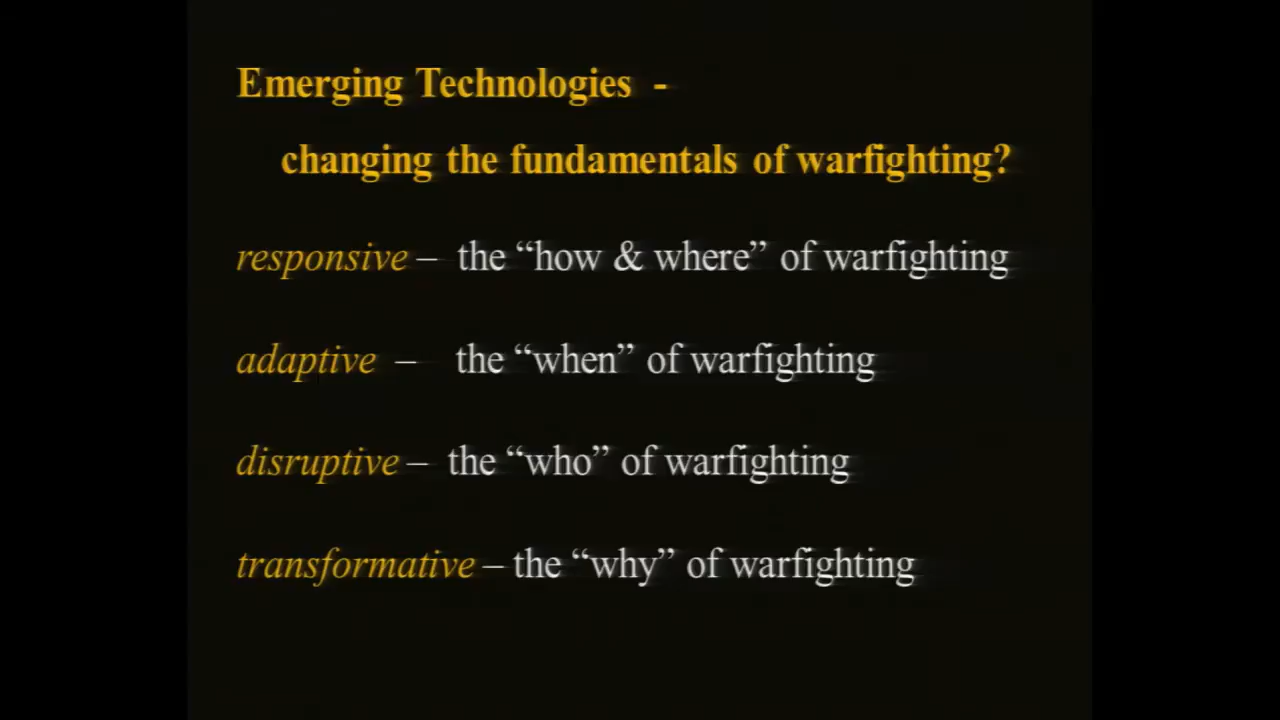 Emerging Technologies -
changing the fundamentals of warfighting?
responsive – the “how & where” of warfighting
adaptive – the “when” of warfighting
disruptive – the “who” of warfighting
transformative – the “why” of warfighting